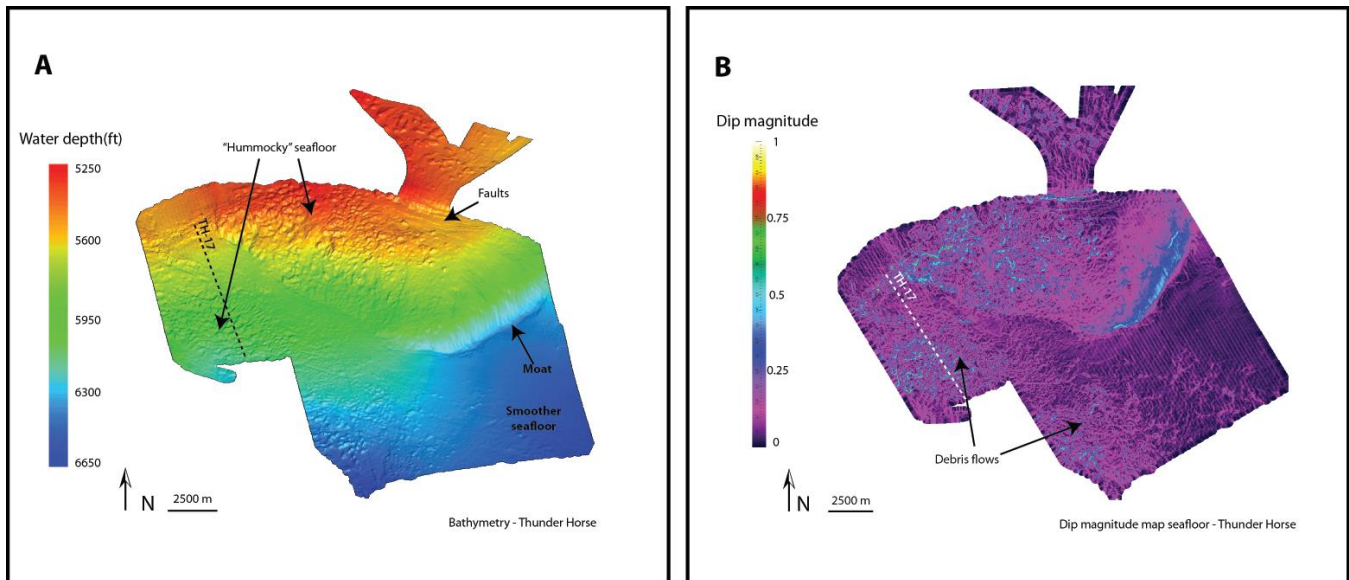 A
Water depth(ft)
5250
5600
5950
6300
6650
"Hummocky" seafloor
Faults
TH-17
Moat
Smoother
seafloor
N
2500 m
Bathymetry - Thunder Horse
B
Dip magnitude
1
0.75
0.5
0.25
0
TH-17
Debris flows
N
2500 m
Dip magnitude map seafloor - Thunder Horse